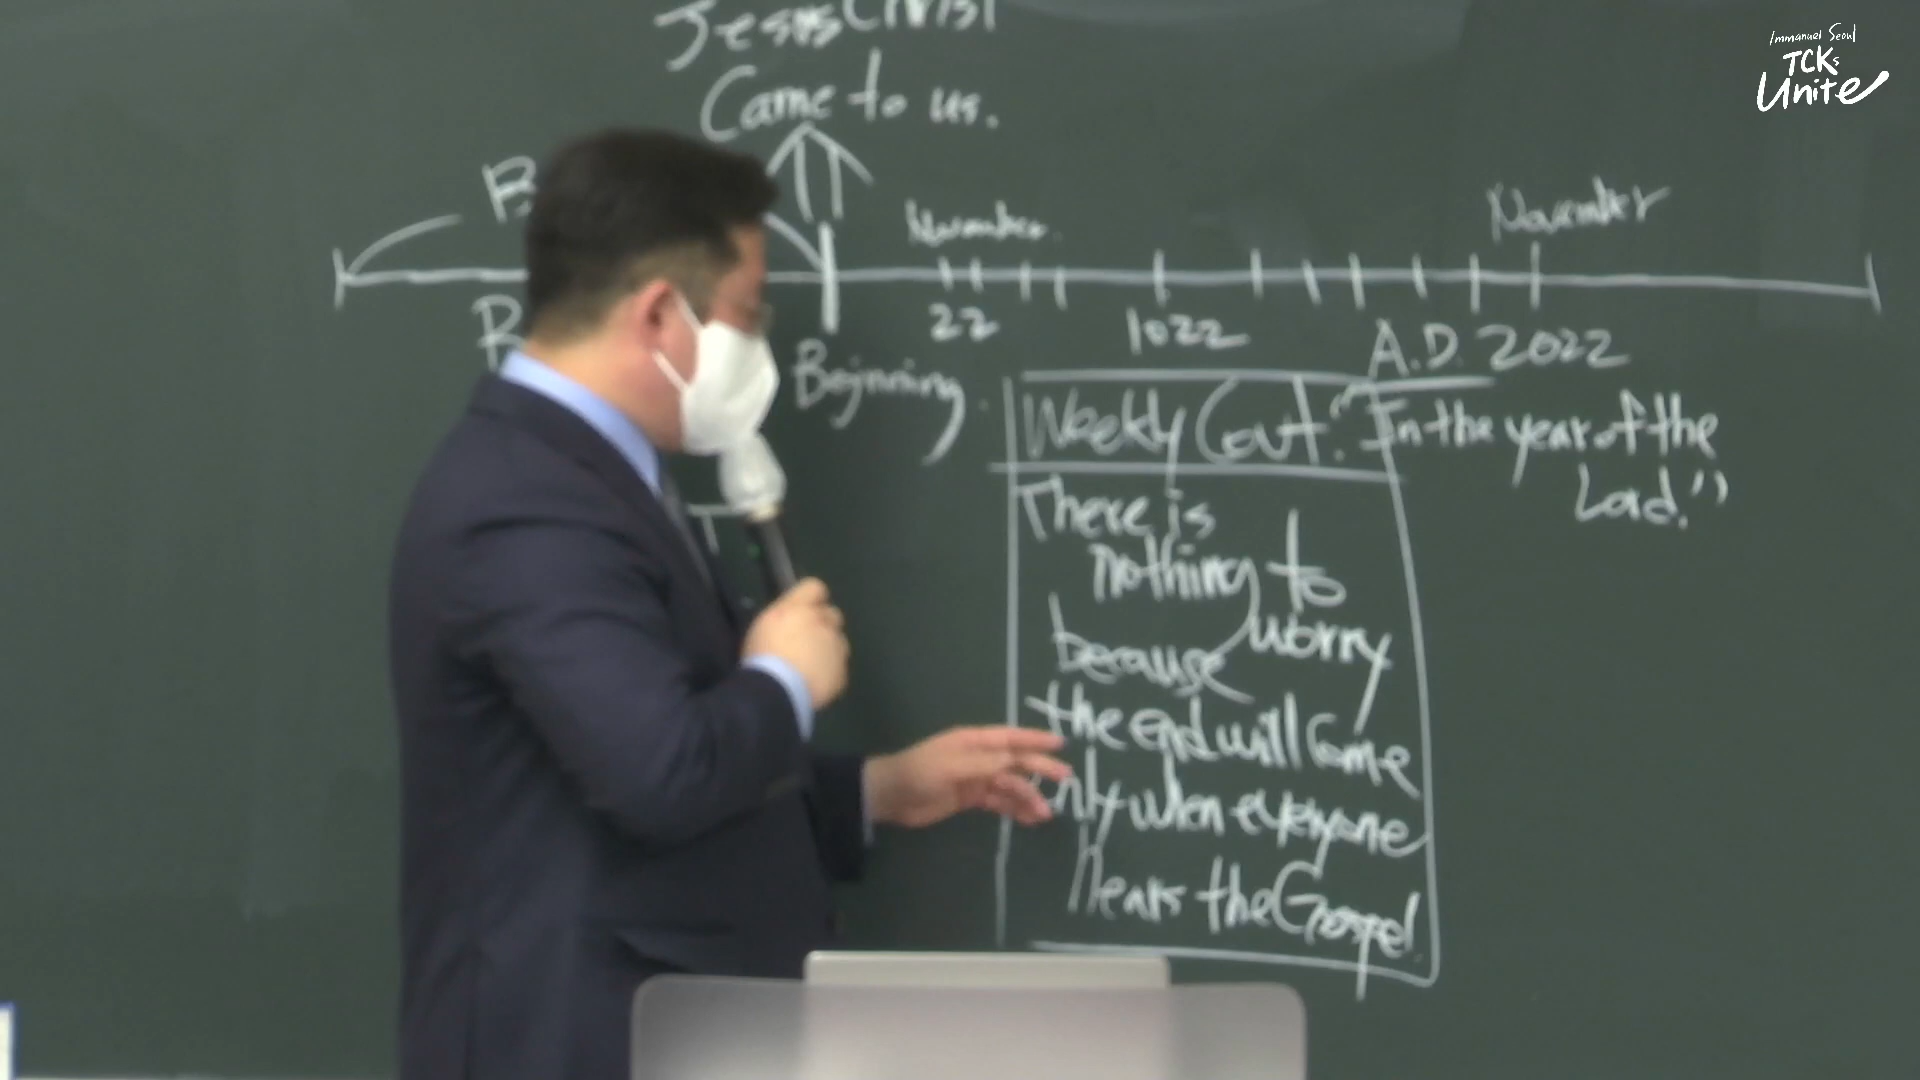 Immanuel Seoul
TCKs
Unite
Jesus Christ
Came to us.
B
November
November
22
1022
A.D. 2022
B
Beginning
Weekly Cov't.
"In the year of the
Lord."
There is
nothing to
worry
because
the end will Come
only when everyone
Hears the Gospel.